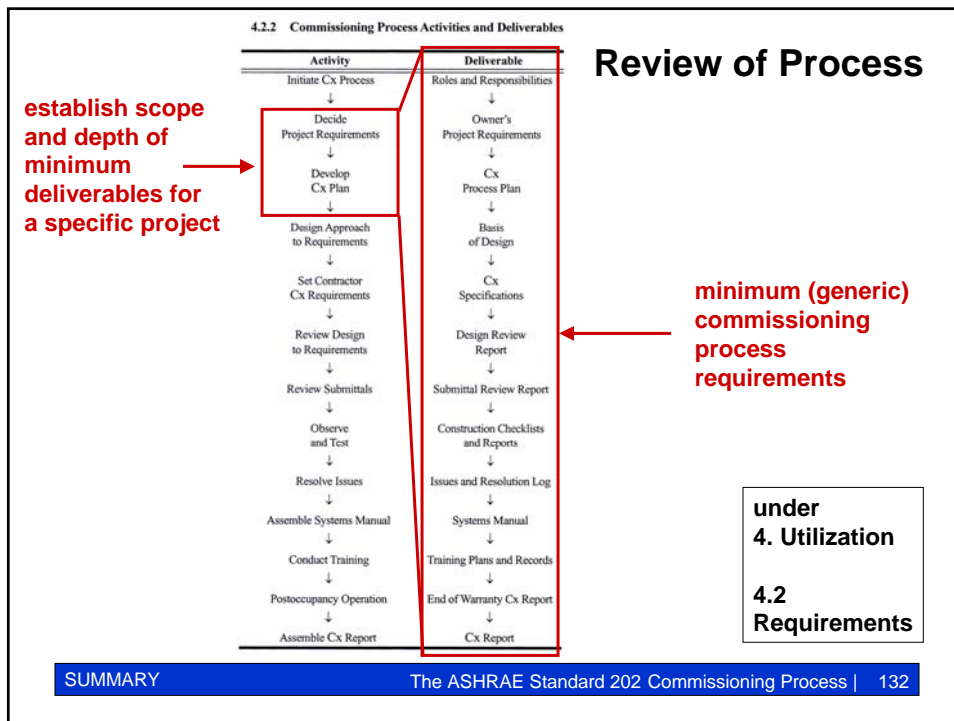 4.2.2 Commissioning Process Activities and Deliverables
Review of Process
Activity Deliverable
Initiate Cx Process Roles and Responsibilities
↓ ↓
Decide Owner's
Project Requirements Project Requirements
↓ ↓
Develop Cx
Cx Plan Process Plan
↓ ↓
Design Approach Basis
to Requirements of Design
↓ ↓
Set Contractor Cx
Cx Requirements Specifications
↓ ↓
Review Design Design Review
to Requirements Report
↓ ↓
Review Submittals Submittal Review Report
↓ ↓
Observe Construction Checklists
and Test and Reports
↓ ↓
Resolve Issues Issues and Resolution Log
↓ ↓
Assemble Systems Manual Systems Manual
↓ ↓
Conduct Training Training Plans and Records
↓ ↓
Postoccupancy Operation End of Warranty Cx Report
↓ ↓
Assemble Cx Report Cx Report
establish scope
and depth of
minimum
deliverables for
a specific project
minimum (generic)
commissioning
process
requirements
under
4. Utilization
4.2
Requirements
SUMMARY The ASHRAE Standard 202 Commissioning Process | 132